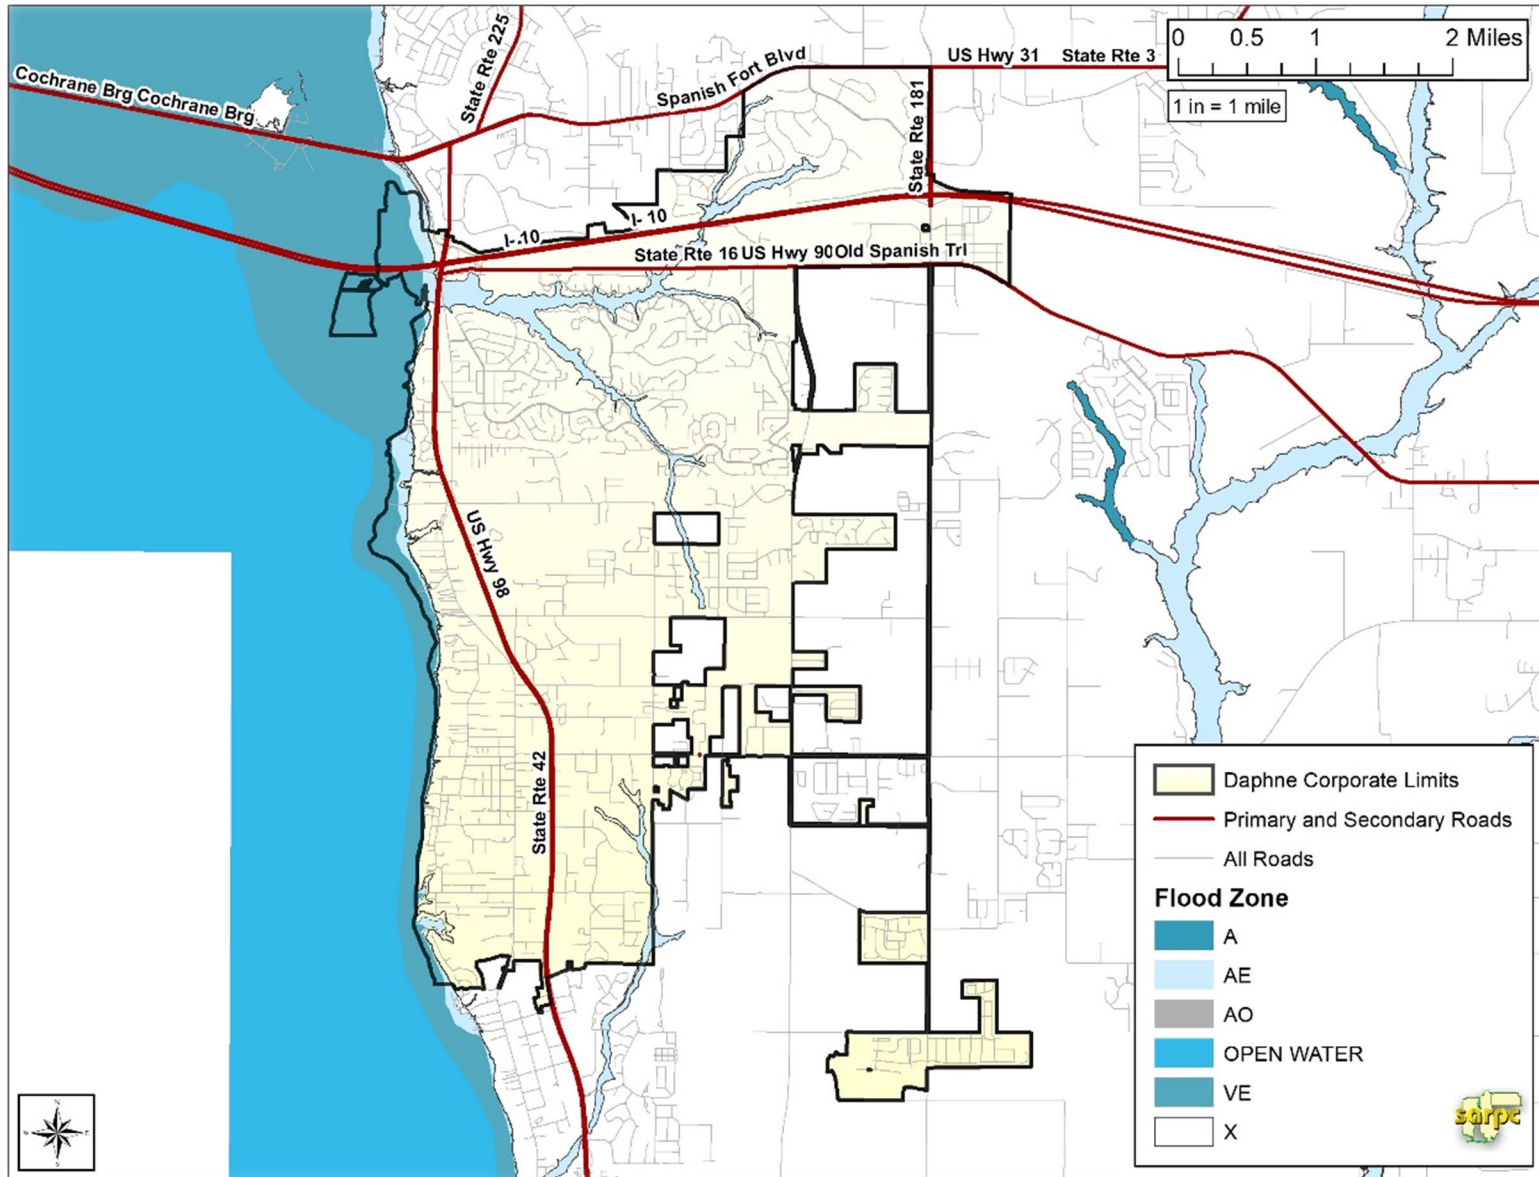 0 0.5 1 2 Miles
1 in = 1 mile
State Rte 225
US Hwy 31 State Rte 3
Spanish Fort Blvd
Cochrane Brg Cochrane Brg
State Rte 181
I- 10
I- 10
State Rte 16 US Hwy 90 Old Spanish Trl
US Hwy 98
State Rte 42
Daphne Corporate Limits
Primary and Secondary Roads
All Roads
Flood Zone
A
AE
AO
OPEN WATER
VE
X
sarpc